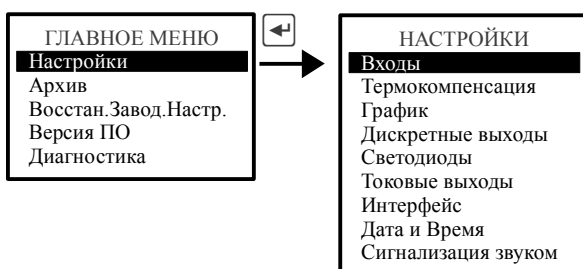 ГЛАВНОЕ МЕНЮ
Настройки
Архив
Восстан.Завод.Настр.
Версия ПО
Диагностика
НАСТРОЙКИ
Входы
Термокомпенсация
График
Дискретные выходы
Светодиоды
Токовые выходы
Интерфейс
Дата и Время
Сигнализация звуком